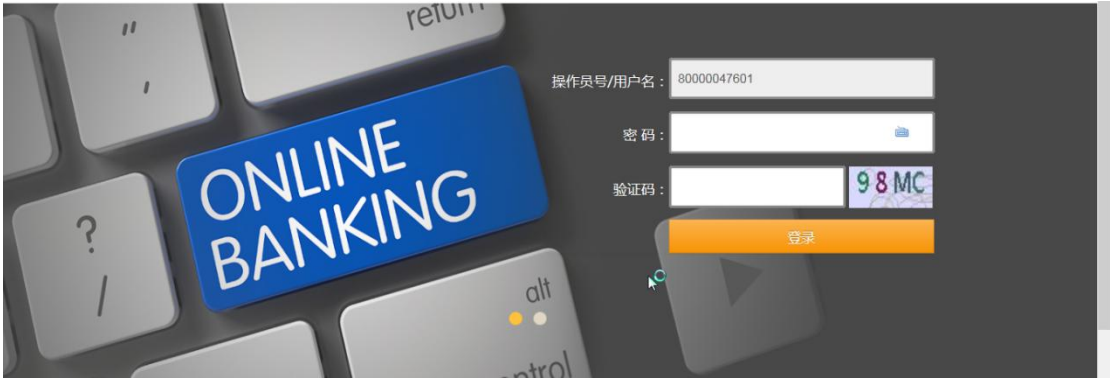 "
,
return
?
/
ONLINE
BANKING
alt
control
操作员号/用户名：
80000047601
密 码：
验证码：
98MC
登录